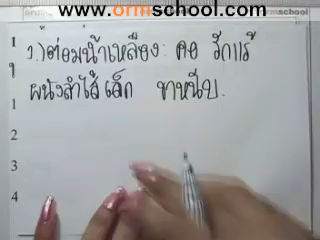 www.ormschool.com
1 ว.) ต่อมน้ำเหลือง : คอ รักแร้
ผนังลำไส้เล็ก ขาหนีบ.
2
3
4